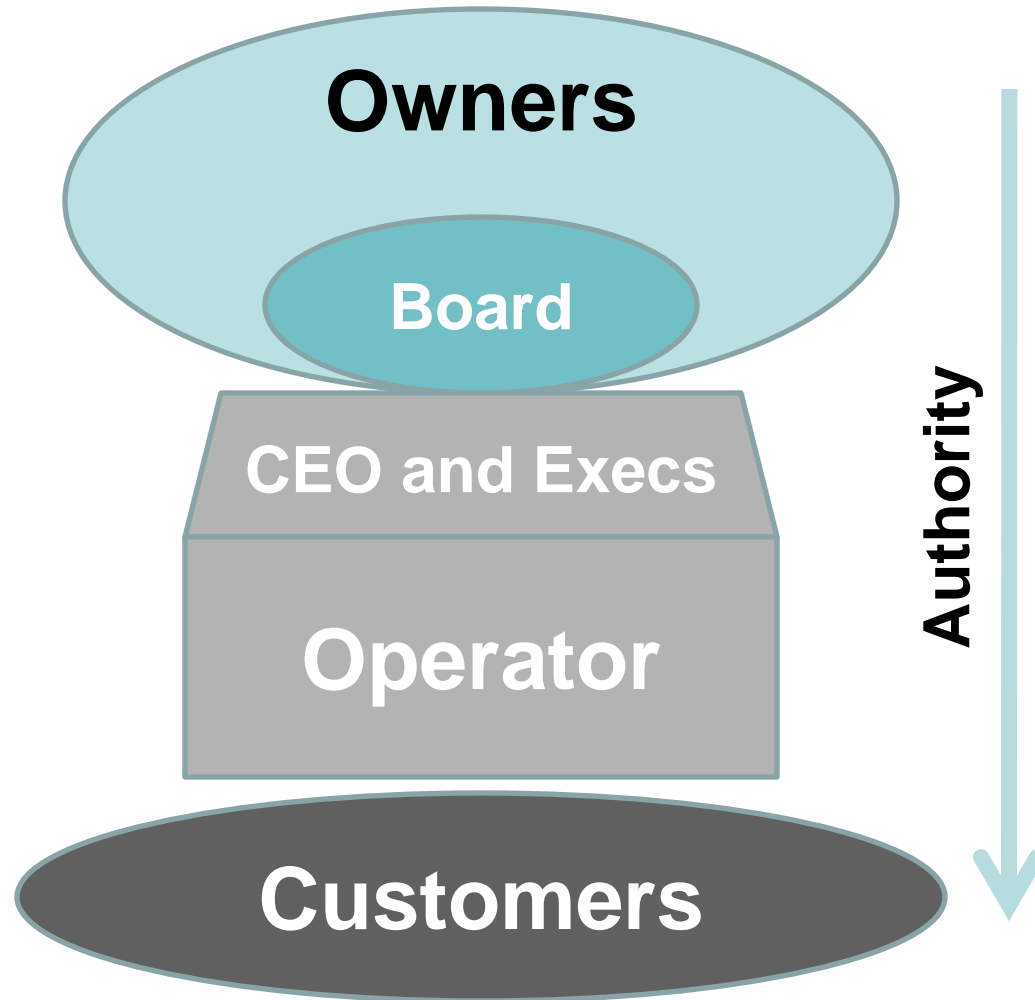 Owners
Board
CEO and Execs
Operator
Customers
Authority